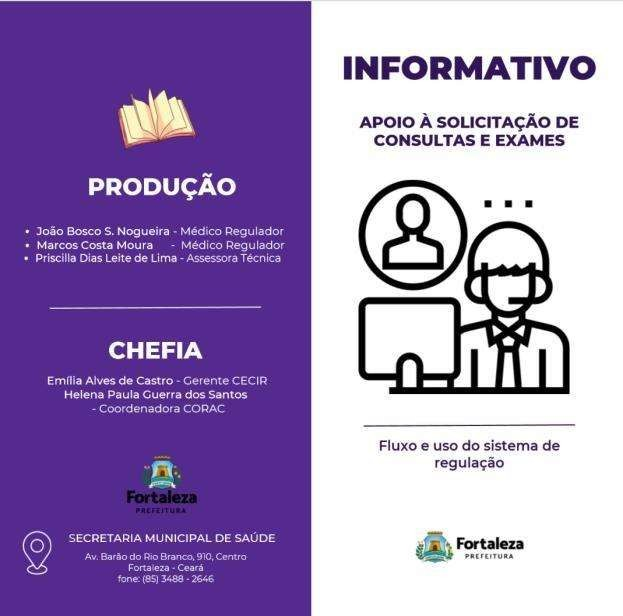 PRODUÇÃO
• João Bosco S. Nogueira - Médico Regulador
• Marcos Costa Moura - Médico Regulador
• Priscilla Dias Leite de Lima - Assessora Técnica
CHEFIA
Emília Alves de Castro - Gerente CECIR
Helena Paula Guerra dos Santos
- Coordenadora CORAC
Fortaleza
PREFEITURA
SECRETARIA MUNICIPAL DE SAÚDE
Av. Barão do Rio Branco, 910, Centro
Fortaleza - Ceará
fone: (85) 3488 - 2646
INFORMATIVO
APOIO À SOLICITAÇÃO DE
CONSULTAS E EXAMES
Fluxo e uso do sistema de
regulação
Fortaleza
PREFEITURA